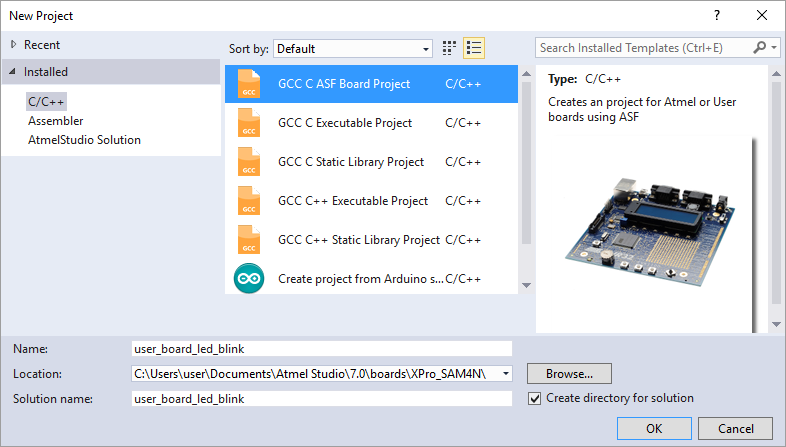 New Project
?
Recent
Installed
C/C++
Assembler
AtmelStudio Solution
Sort by: Default
Search Installed Templates (Ctrl+E)
GCC GCC C ASF Board Project C/C++
GCC GCC C Executable Project C/C++
GCC GCC C Static Library Project C/C++
GCC GCC C++ Executable Project C/C++
GCC GCC C++ Static Library Project C/C++
Create project from Arduino s... C/C++
Type: C/C++
Creates an project for Atmel or User
boards using ASF
Name: user_board_led_blink
Location: C:\Users\user\Documents\Atmel Studio\7.0\boards\XPro_SAM4N\ Browse...
Solution name: user_board_led_blink Create directory for solution
OK Cancel